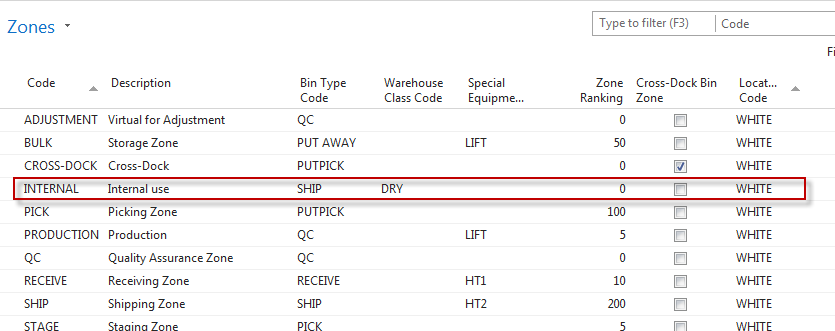 Zones
Type to filter (F3) Code
Fi
Code Description Bin Type Code Warehouse Class Code Special Equipme... Zone Ranking Cross-Dock Bin Zone Locat... Code
ADJUSTMENT Virtual for Adjustment QC 0 WHITE
BULK Storage Zone PUT AWAY LIFT 50 WHITE
CROSS-DOCK Cross-Dock PUTPICK 0 WHITE
INTERNAL Internal use SHIP DRY 0 WHITE
PICK Picking Zone PUTPICK 100 WHITE
PRODUCTION Production QC LIFT 5 WHITE
QC Quality Assurance Zone QC 0 WHITE
RECEIVE Receiving Zone RECEIVE HT1 10 WHITE
SHIP Shipping Zone SHIP HT2 200 WHITE
STAGE Staging Zone PICK 5 WHITE